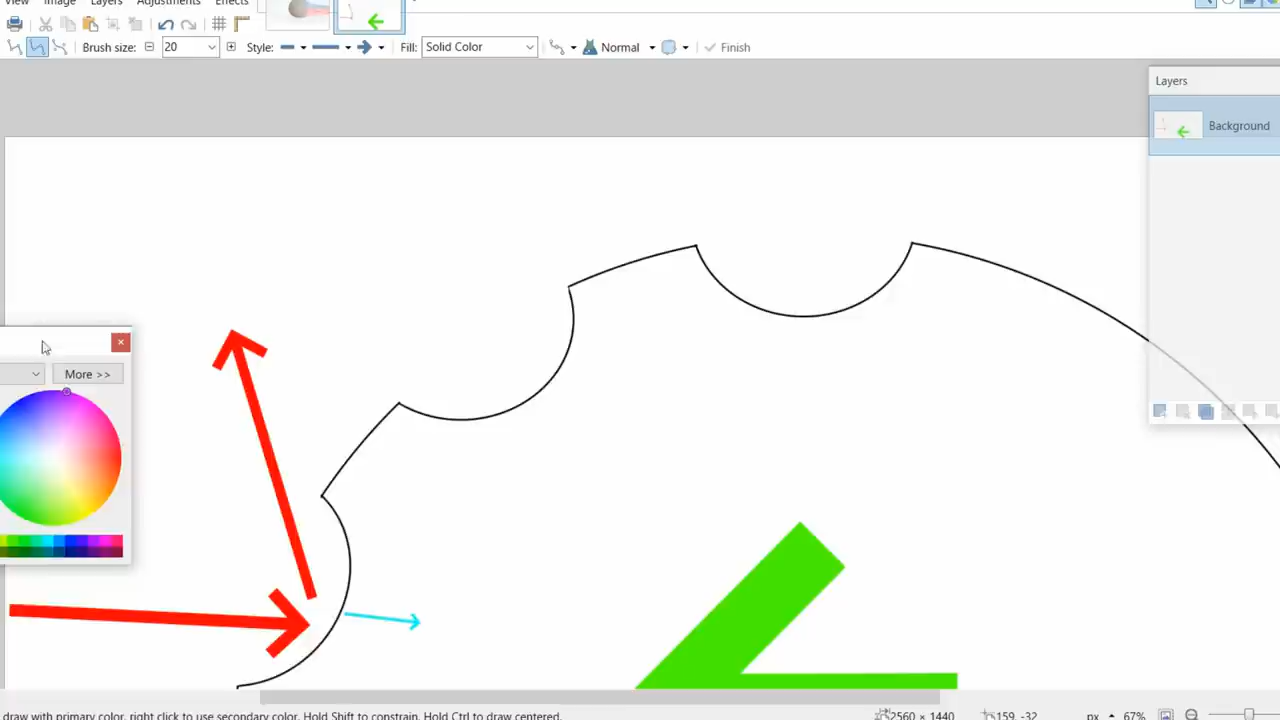 View Image Layers Adjustments Effects
Brush size: 20 Style: Fill: Solid Color Normal Finish
Layers
Background
More >>
draw with primary color, right click to use secondary color. Hold Shift to constrain. Hold Ctrl to draw centered.
2560 × 1440 159, -32 px 67%